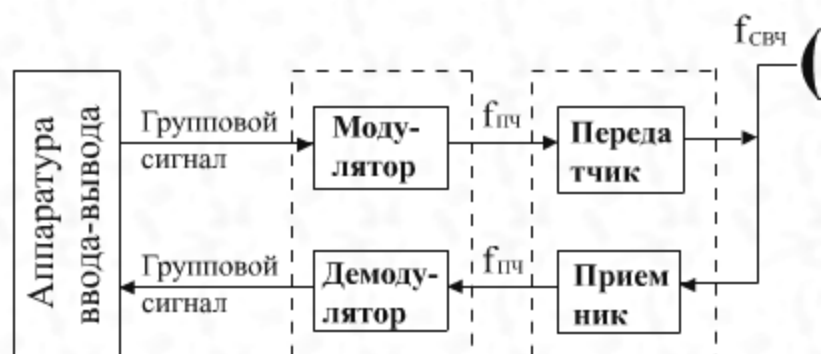 fСВЧ
Аппаратура
ввода-вывода
Групповой
сигнал
Моду-
лятор
fПЧ
Переда
тчик
Групповой
сигнал
Демоду-
лятор
fПЧ
Прием
ник